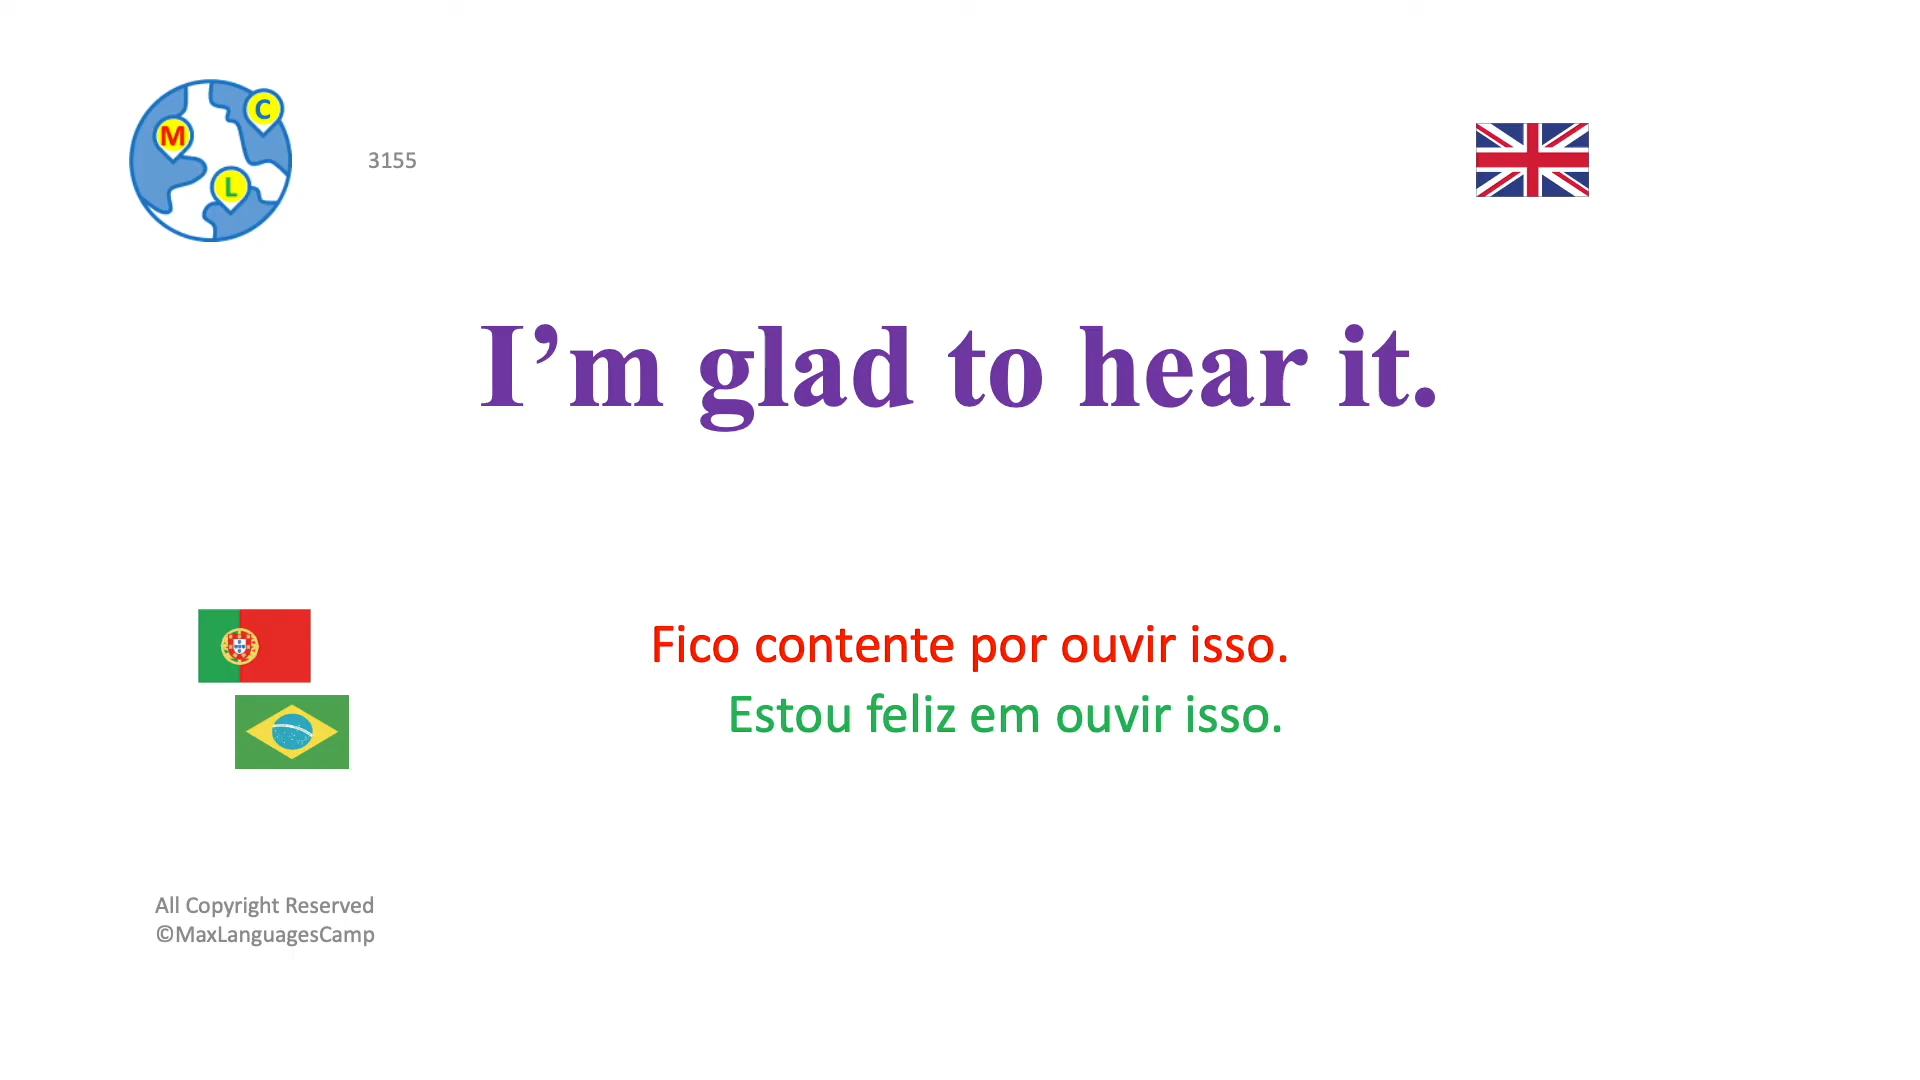 M
C
L
3155
I’m glad to hear it.
Fico contente por ouvir isso.
Estou feliz em ouvir isso.
All Copyright Reserved
©MaxLanguagesCamp